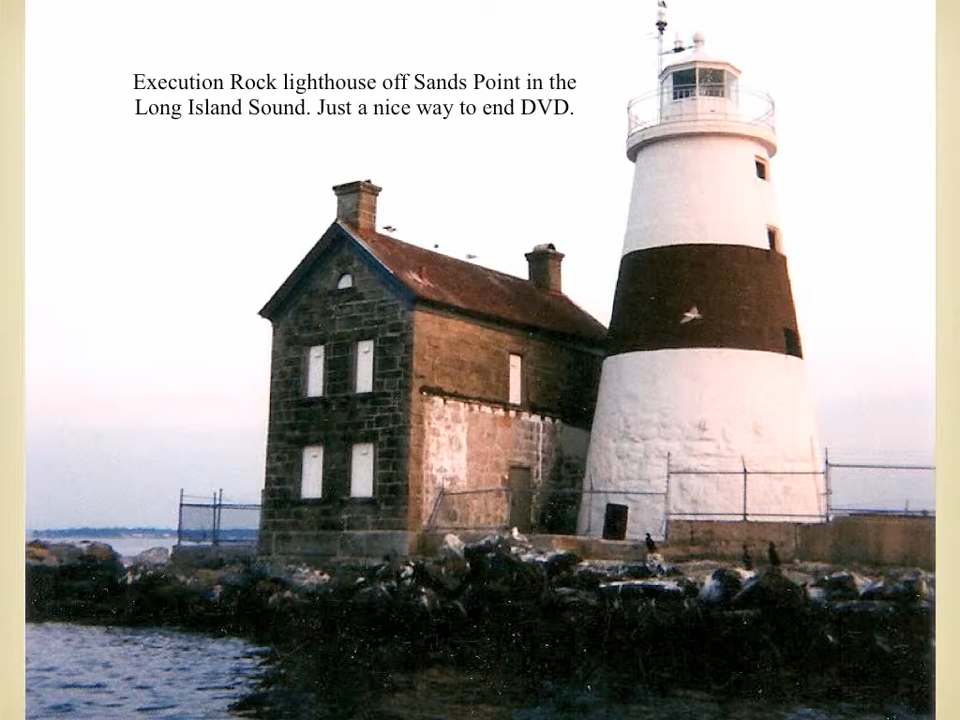 Execution Rock lighthouse off Sands Point in the
Long Island Sound. Just a nice way to end DVD.